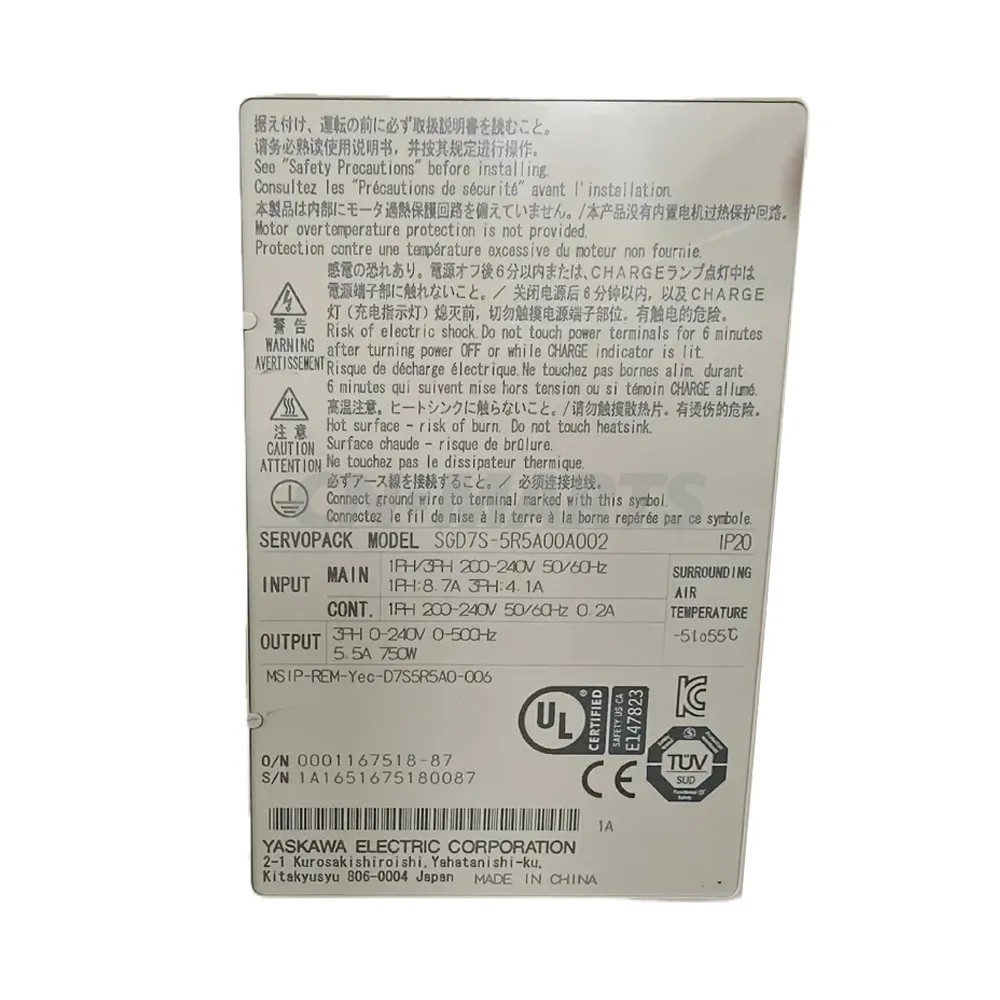 据え付け、運転の前に必ず取扱説明書を読むこと。
请务必熟读使用说明书，并按其规定进行操作。
See "Safety Precautions" before installing.
Consultez les "Précautions de sécurité" avant l'installation.
本製品は内部にモータ過熱保護回路を備えていません。/本产品没有内置电机过热保护回路。
Motor overtemperature protection is not provided.
Protection contre une température excessive du moteur non fournie.
感電の恐れあり。電源オフ後6分以内または、CHARGEランプ点灯中は
電源端子部に触れないこと。/ 关闭电源后6分钟以内，以及CHARGE
灯（充电指示灯）熄灭前，切勿触摸电源端子部位。有触电的危险。
警告
WARNING
AVERTISSEMENT
Risk of electric shock.Do not touch power terminals for 6 minutes
after turning power OFF or while CHARGE indicator is lit.
Risque de décharge électrique.Ne touchez pas bornes alim. durant
6 minutes qui suivent mise hors tension ou si témoin CHARGE allumé.
高温注意。ヒートシンクに触らないこと。/请勿触摸散热片。有烫伤的危险。
注意
CAUTION
ATTENTION
Hot surface - risk of burn. Do not touch heatsink.
Surface chaude - risque de brûlure.
Ne touchez pas le dissipateur thermique.
必ずアース線を接続すること。/ 必须连接地线。
Connect ground wire to terminal marked with this symbol.
Connectez le fil de mise à la terre à la borne repérée par ce symbole.
SERVOPACK MODEL SGD7S-5R5A00A002 IP20
INPUT MAIN 1PH/3PH 200-240V 50/60Hz
1PH:8.7A 3PH:4.1A
CONT. 1PH 200-240V 50/60Hz 0.2A
SURROUNDING
AIR
TEMPERATURE
-5to55℃
OUTPUT 3PH 0-240V 0-500Hz
5.5A 750W
MSIP-REM-Yec-D7S5R5A0-006
UL
CERTIFIED
SAFETY US CA
E147823
TÜV
SUD
Functional
Safety
CE
O/N 0001167518-87
S/N 1A1651675180087
1A
YASKAWA ELECTRIC CORPORATION
2-1 Kurosakishiroishi,Yahatanishi-ku,
Kitakyusyu 806-0004 Japan MADE IN CHINA